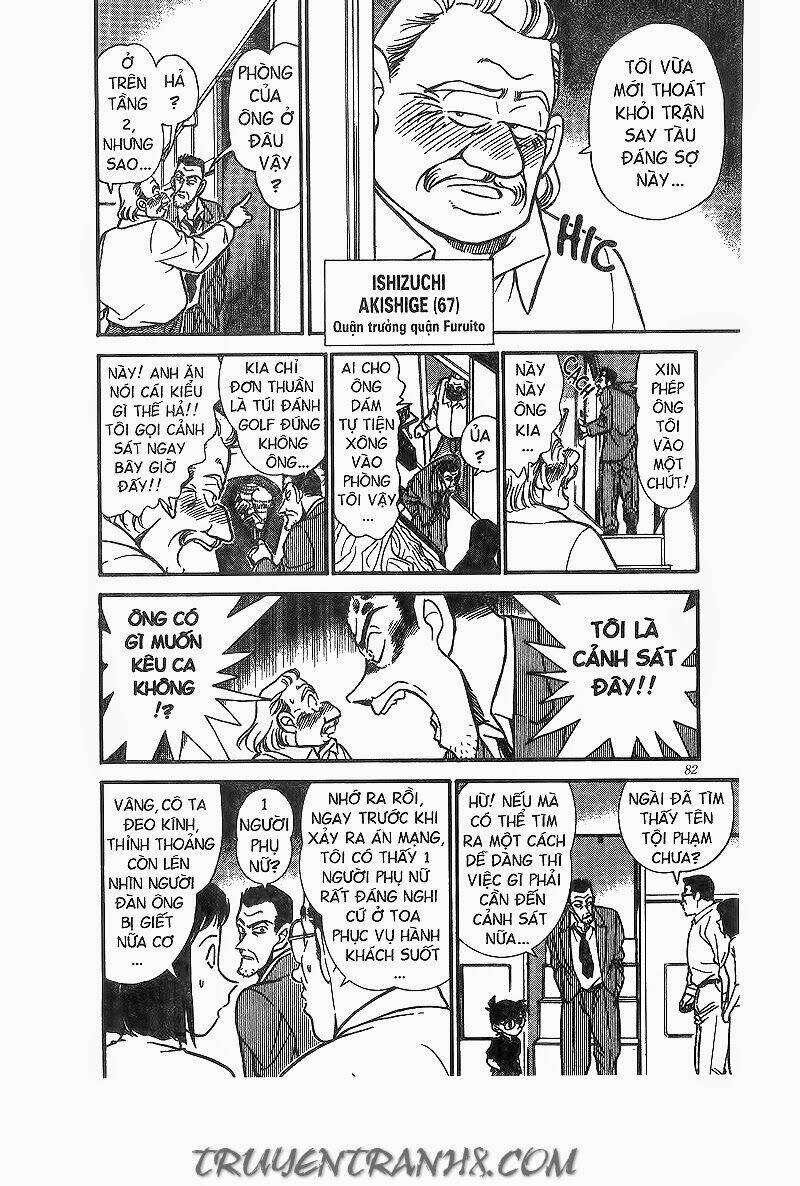 TÔI VỪA
MỚI THOÁT
KHỎI TRẬN
SAY TÀU
ĐÁNG SỢ
NÀY...
HIC
ISHIZUCHI
AKISHIGE (67)
Quận trưởng quận Furuito
PHÒNG
CỦA
ÔNG Ở
ĐÂU
VẬY
?
HẢ
?
Ở
TRÊN
TẦNG
2,
NHƯNG
SAO...
XIN
PHÉP
ÔNG
TÔI
VÀO
MỘT
CHÚT!
CẠCH
NÀY
NÀY
ÔNG
KIA
...
ỦA
?
AI CHO
ÔNG
DÁM
TỰ TIỆN
XÔNG
VÀO
PHÒNG
TÔI VẬY
...
KIA CHỈ
ĐƠN THUẦN
LÀ TÚI ĐÁNH
GOLF ĐÚNG
KHÔNG
ÔNG...
NÀY! ANH ĂN
NÓI CÁI KIỂU
GÌ THẾ HẢ!!
TÔI GỌI CẢNH
SÁT NGAY
BÂY GIỜ
ĐẤY!!
TÔI LÀ
CẢNH SÁT
ĐÂY!!
ÔNG CÓ
GÌ MUỐN
KÊU CA
KHÔNG
!?
82
NGÀI ĐÃ TÌM
THẤY TÊN
TỘI PHẠM
CHƯA?
HỪ! NẾU MÀ
CÓ THỂ TÌM
RA MỘT CÁCH
DỄ DÀNG THÌ
VIỆC GÌ PHẢI
CẦN ĐẾN
CẢNH SÁT
NỮA...
NHỚ RA RỒI,
NGAY TRƯỚC KHI
XẢY RA ÁN MẠNG,
TÔI CÓ THẤY 1
NGƯỜI PHỤ NỮ
RẤT ĐÁNG NGHI
CỨ Ở TOA
PHỤC VỤ HÀNH
KHÁCH SUỐT
...
1
NGƯỜI
PHỤ
NỮ?
VÂNG, CÔ TA
ĐEO KÍNH,
THỈNH THOẢNG
CÒN LÉN
NHÌN NGƯỜI
ĐÀN ÔNG
BỊ GIẾT
NỮA CƠ
...
TRUYENTRANH8.COM